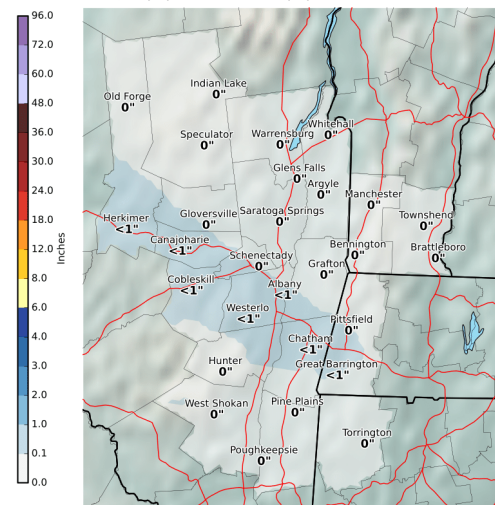 96.0
72.0
60.0
48.0
36.0
30.0
24.0
18.0
12.0
8.0
6.0
4.0
3.0
2.0
1.0
0.1
0.0
Inches
Old Forge
0"
Indian Lake
0"
Speculator
0"
Warrensburg
0"
Whitehall
0"
Glens Falls
0"
Argyle
0"
Manchester
0"
Herkimer
<1"
Gloversville
0"
Saratoga Springs
0"
Townshend
0"
Canajoharie
<1"
Schenectady
0"
Bennington
0"
Brattleboro
0"
Grafton
0"
Cobleskill
<1"
Albany
<1"
Westerlo
<1"
Pittsfield
0"
Chatham
<1"
Hunter
0"
Great Barrington
<1"
West Shokan
0"
Pine Plains
0"
Torrington
0"
Poughkeepsie
0"